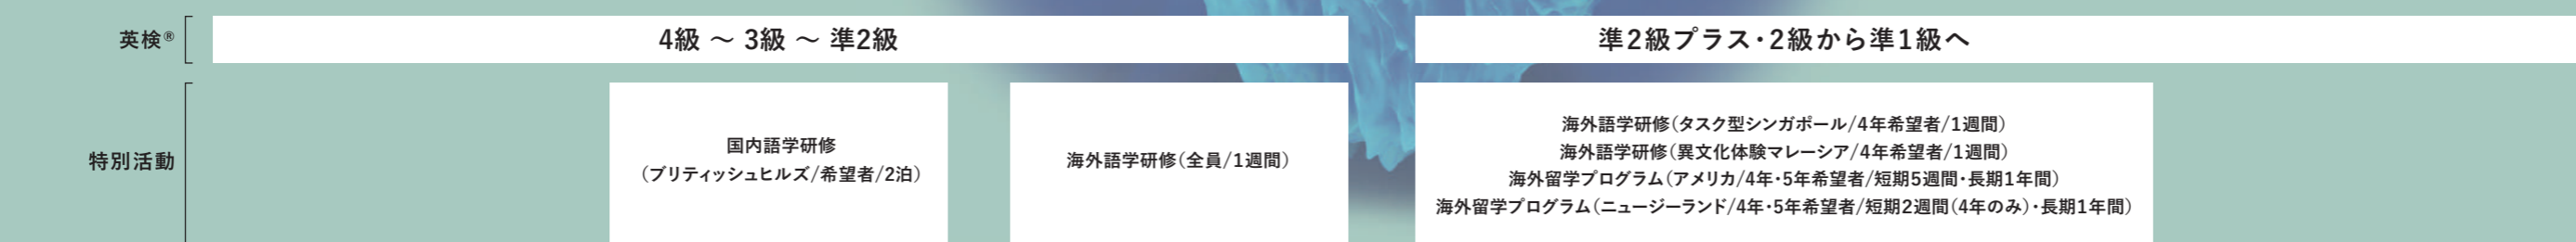 英検®
4級 〜 3級 〜 準2級
準2級プラス・2級から準1級へ
特別活動
国内語学研修
（ブリティッシュヒルズ/希望者/2泊）
海外語学研修（全員/1週間）
海外語学研修（タスク型シンガポール/4年希望者/1週間）
海外語学研修（異文化体験マレーシア/4年希望者/1週間）
海外留学プログラム（アメリカ/4年・5年希望者/短期5週間・長期1年間）
海外留学プログラム（ニュージーランド/4年・5年希望者/短期2週間（4年のみ）・長期1年間）